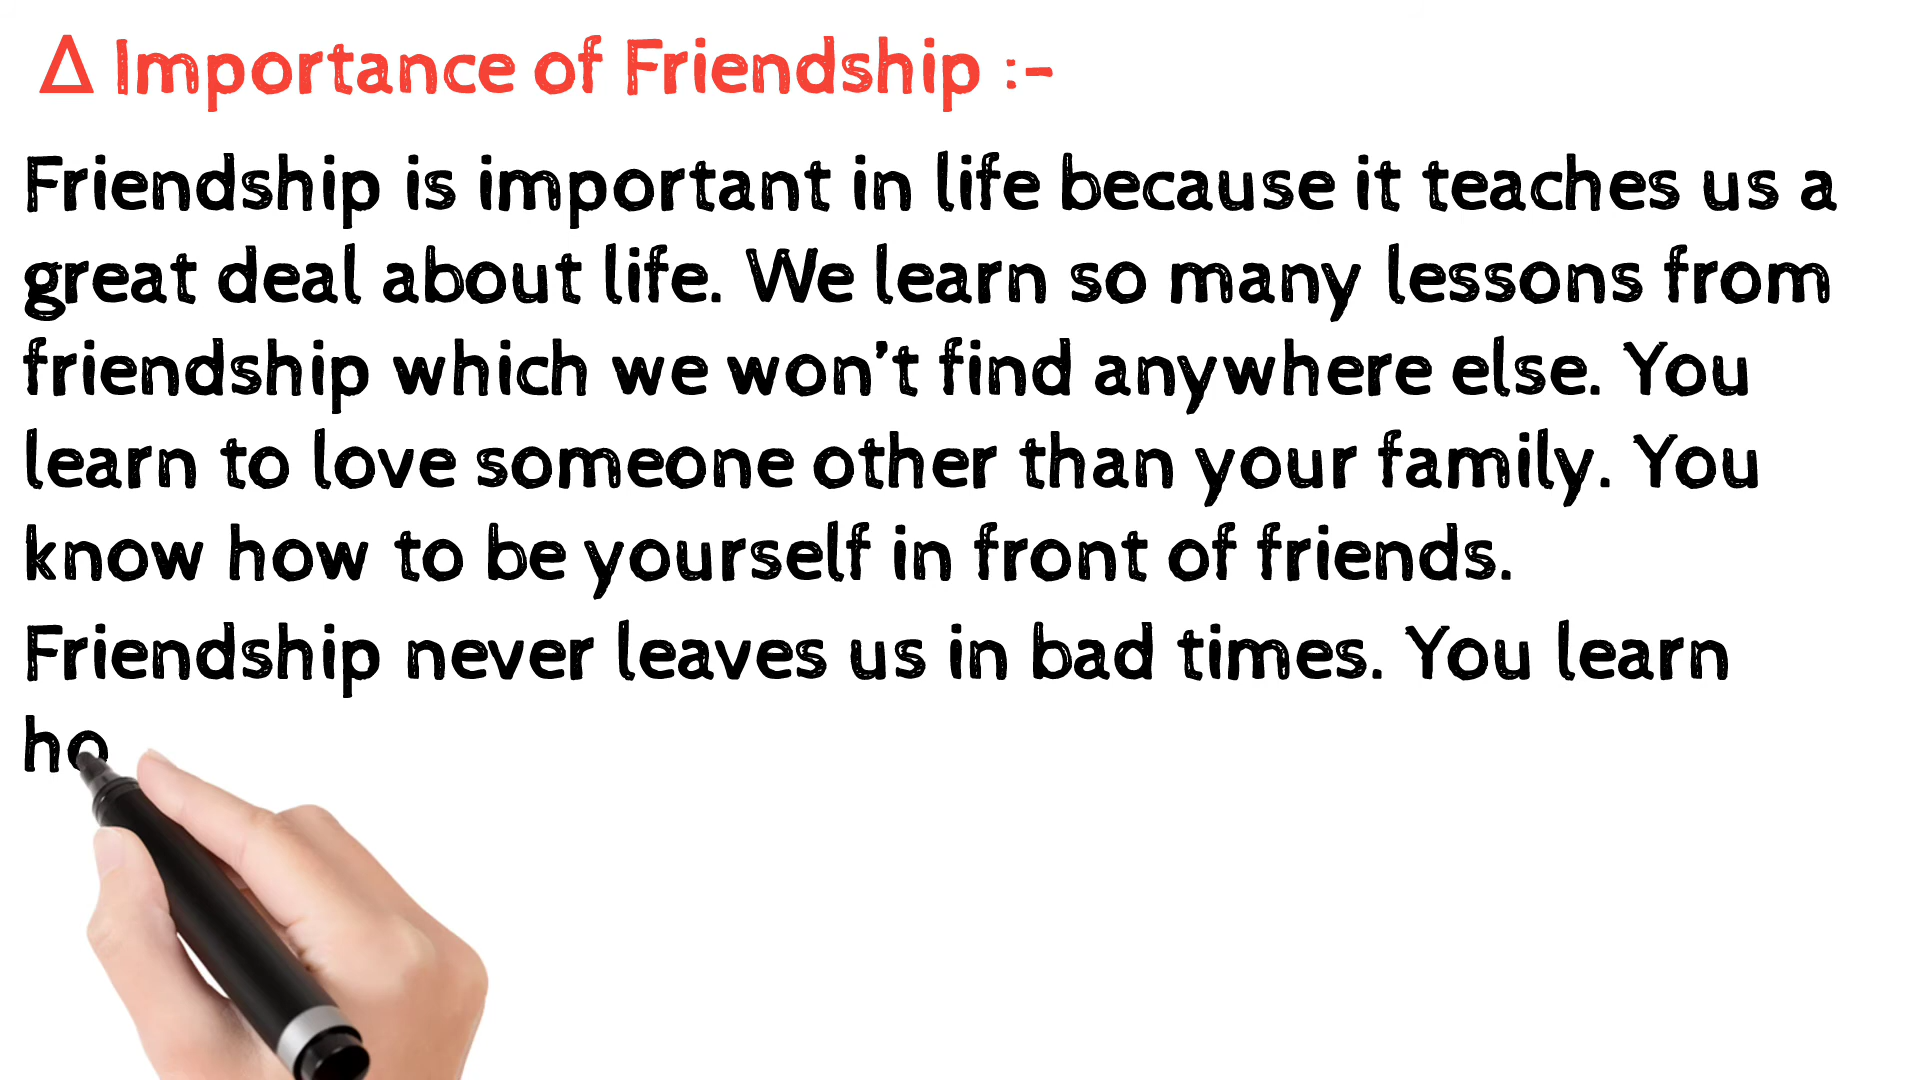 Δ Importance of Friendship :-
Friendship is important in life because it teaches us a
great deal about life. We learn so many lessons from
friendship which we won't find anywhere else. You
learn to love someone other than your family. You
know how to be yourself in front of friends.
Friendship never leaves us in bad times. You learn
ho